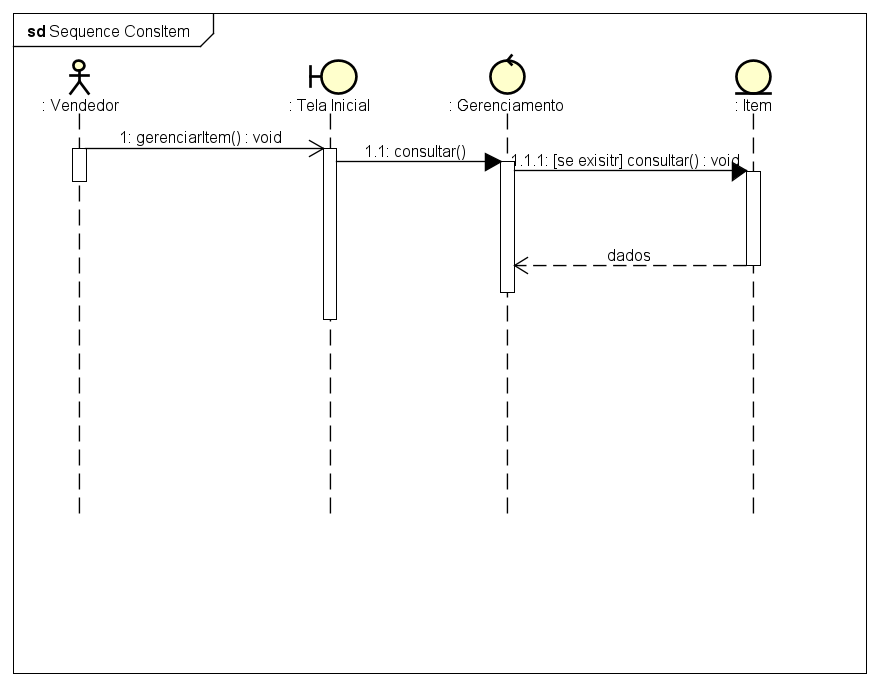 sd Sequence ConsItem
: Vendedor
: Tela Inicial
: Gerenciamento
: Item
1: gerenciarItem() : void
1.1: consultar()
1.1.1: [se exisitr] consultar() : void
dados